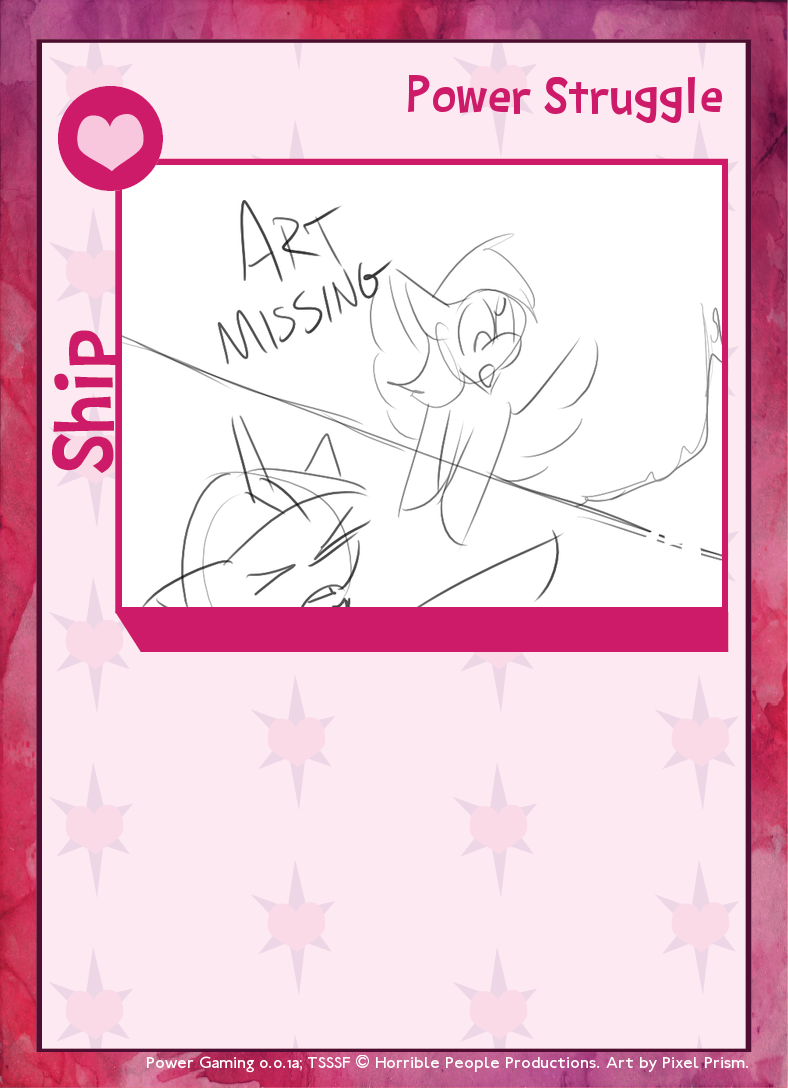 Power Struggle
ART
MISSING
Ship
Power Gaming 0.0.1a; TSSSF © Horrible People Productions. Art by Pixel Prism.